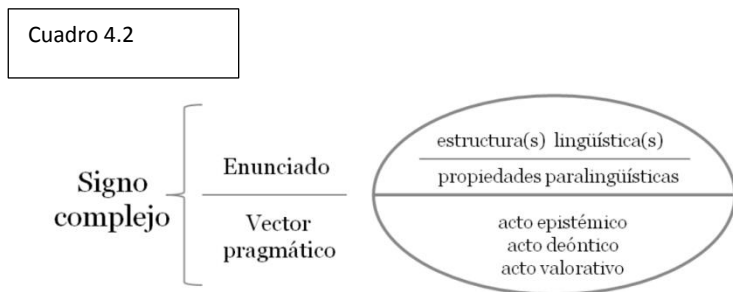 Cuadro 4.2
Signo
complejo
Enunciado
Vector
pragmático
estructura(s) lingüística(s)
propiedades paralingüísticas
acto epistémico
acto deóntico
acto valorativo